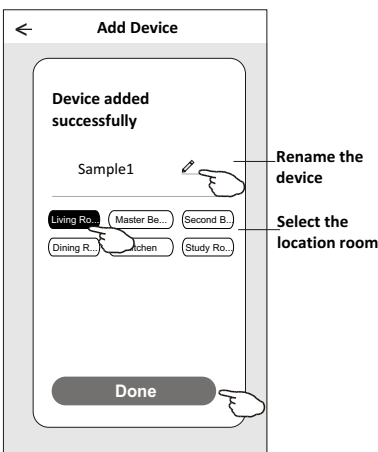 Add Device
Device added
successfully
Sample1
Rename the
device
Living Ro...
Master Be...
Second B...
Select the
location room
Dining R...
itchen
Study Ro...
Done